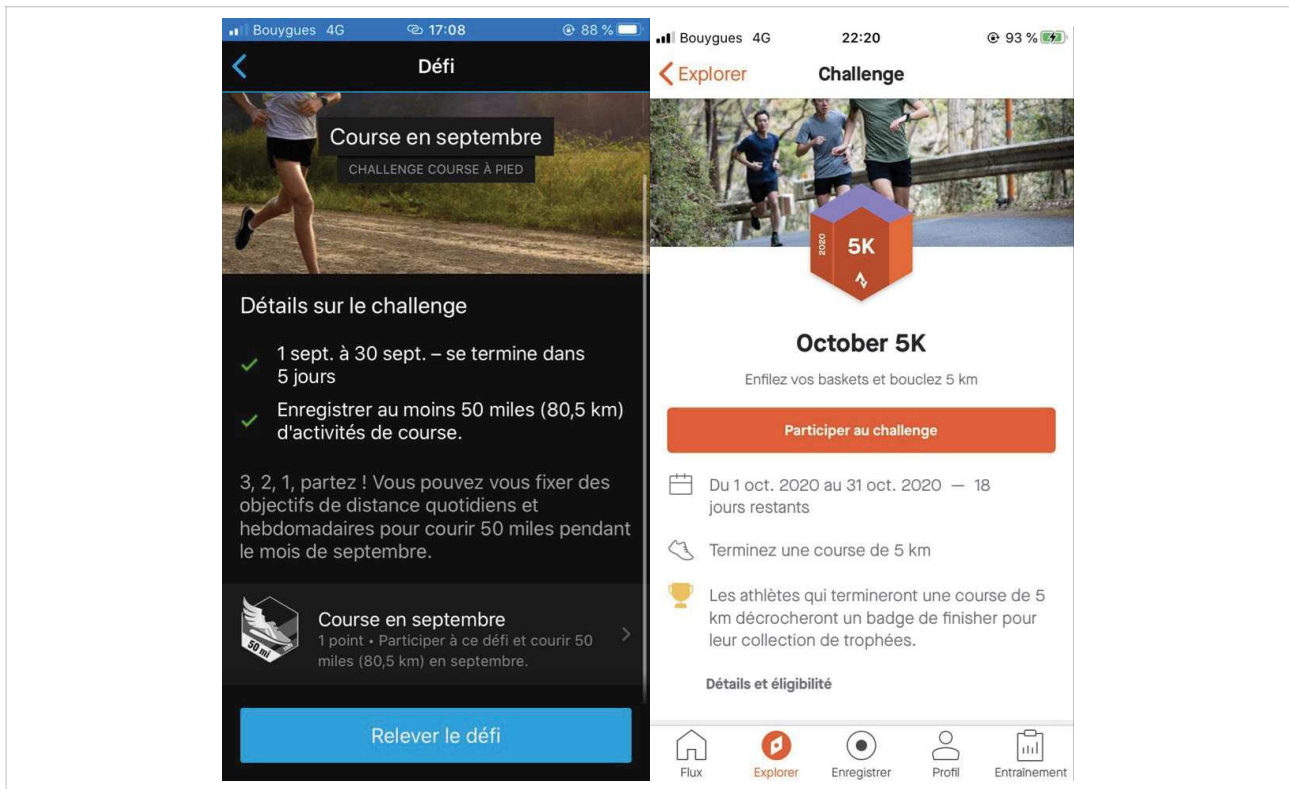 Bouygues 4G 17:08 88 %
Défi
Course en septembre
CHALLENGE COURSE À PIED
Détails sur le challenge
1 sept. à 30 sept. – se termine dans
5 jours
Enregistrer au moins 50 miles (80,5 km)
d'activités de course.
3, 2, 1, partez ! Vous pouvez vous fixer des
objectifs de distance quotidiens et
hebdomadaires pour courir 50 miles pendant
le mois de septembre.
50 mi
Course en septembre
1 point • Participer à ce défi et courir 50
miles (80,5 km) en septembre.
Relever le défi
Bouygues 4G 22:20 93 %
Explorer Challenge
2020
5K
October 5K
Enfilez vos baskets et bouclez 5 km
Participer au challenge
Du 1 oct. 2020 au 31 oct. 2020 — 18
jours restants
Terminez une course de 5 km
Les athlètes qui termineront une course de 5
km décrocheront un badge de finisher pour
leur collection de trophées.
Détails et éligibilité
Flux Explorer Enregistrer Profil Entraînement